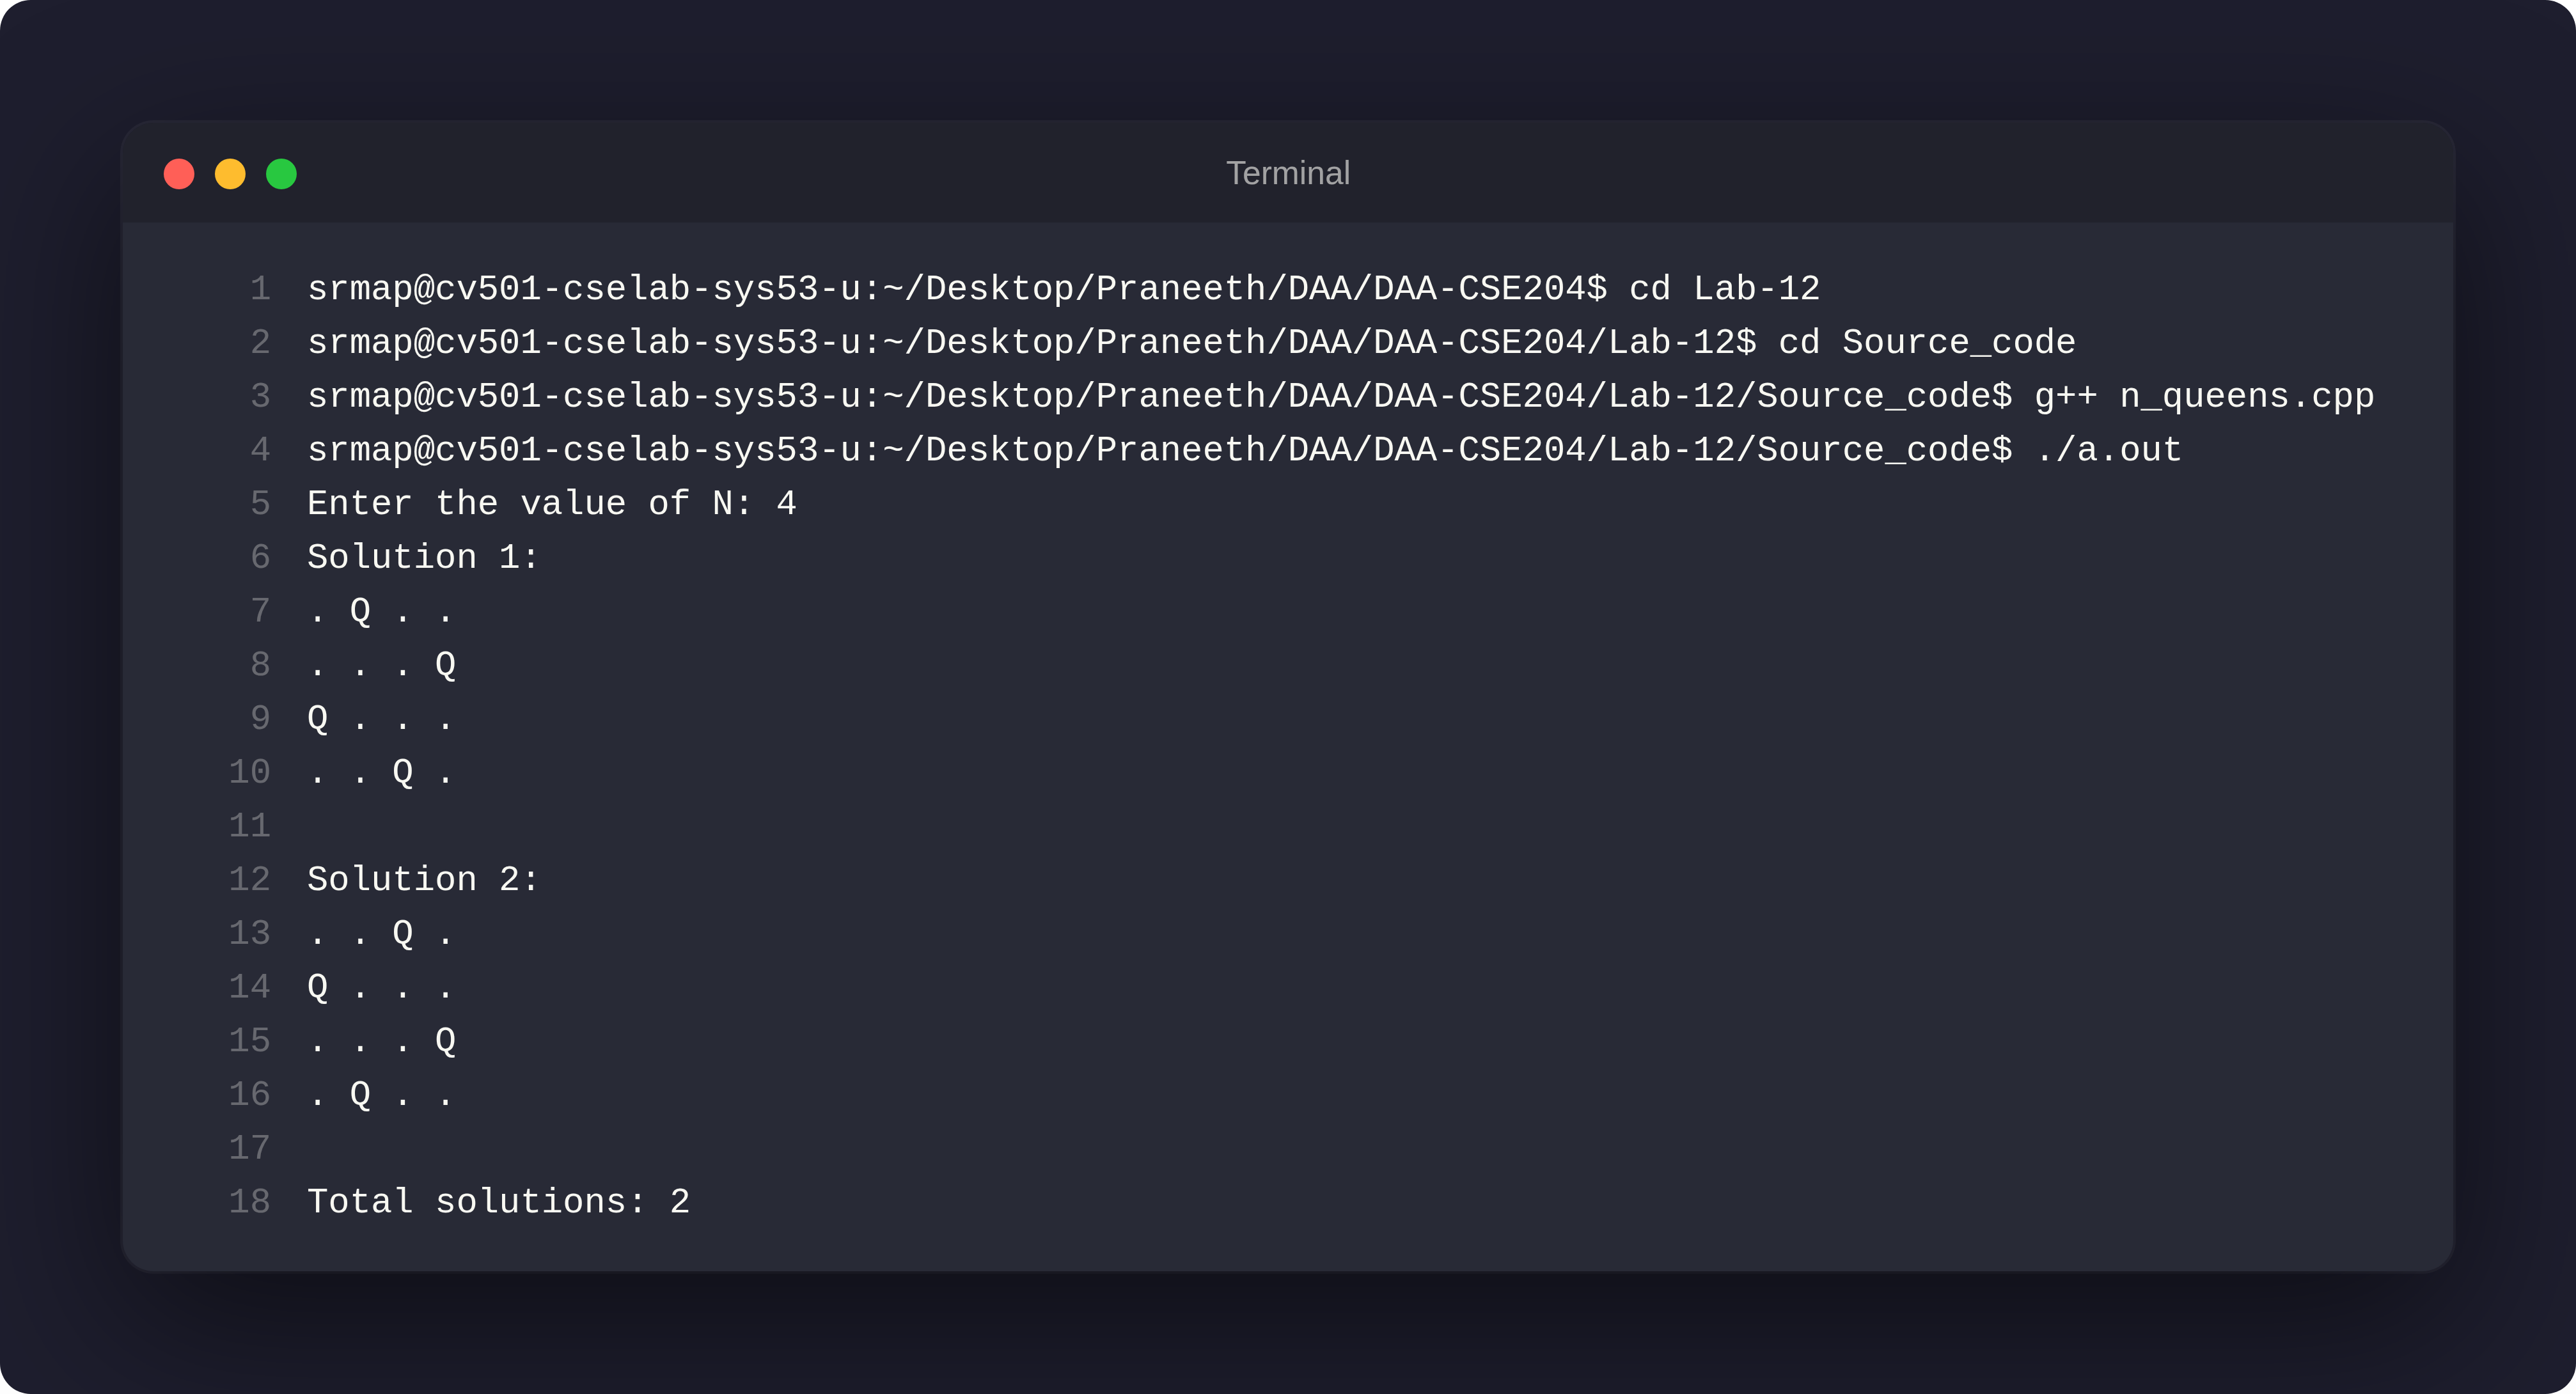 Terminal
1 srmap@cv501-cselab-sys53-u:~/Desktop/Praneeth/DAA/DAA-CSE204$ cd Lab-12
2 srmap@cv501-cselab-sys53-u:~/Desktop/Praneeth/DAA/DAA-CSE204/Lab-12$ cd Source_code
3 srmap@cv501-cselab-sys53-u:~/Desktop/Praneeth/DAA/DAA-CSE204/Lab-12/Source_code$ g++ n_queens.cpp
4 srmap@cv501-cselab-sys53-u:~/Desktop/Praneeth/DAA/DAA-CSE204/Lab-12/Source_code$ ./a.out
5 Enter the value of N: 4
6 Solution 1:
7 . Q . .
8 . . . Q
9 Q . . .
10 . . Q .
11
12 Solution 2:
13 . . Q .
14 Q . . .
15 . . . Q
16 . Q . .
17
18 Total solutions: 2